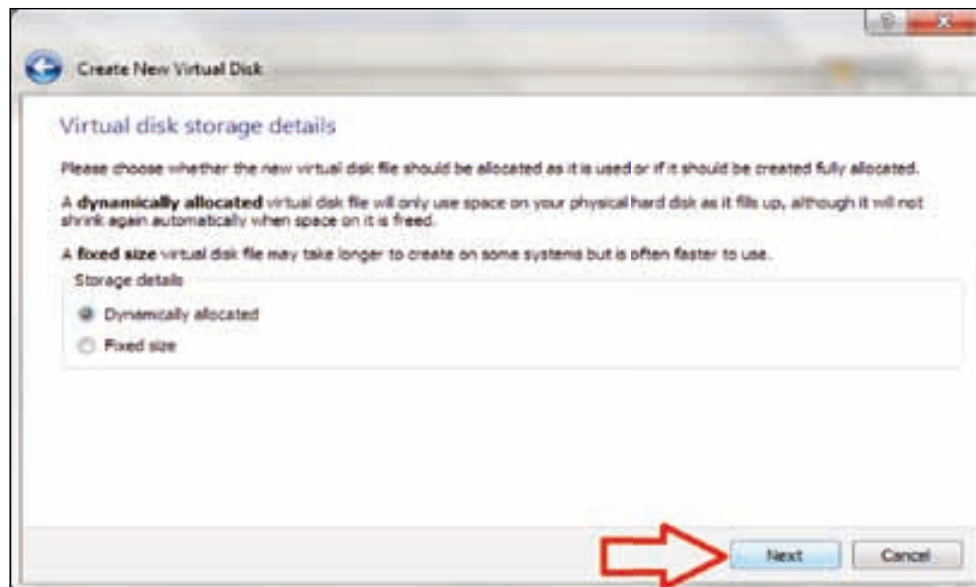 Create New Virtual Disk
Virtual disk storage details
Please choose whether the new virtual disk file should be allocated as it is used or if it should be created fully allocated.
A dynamically allocated virtual disk file will only use space on your physical hard disk as it fills up, although it will not
shrink again automatically when space on it is freed.
A fixed size virtual disk file may take longer to create on some systems but is often faster to use.
Storage details
Dynamically allocated
Fixed size
Next
Cancel